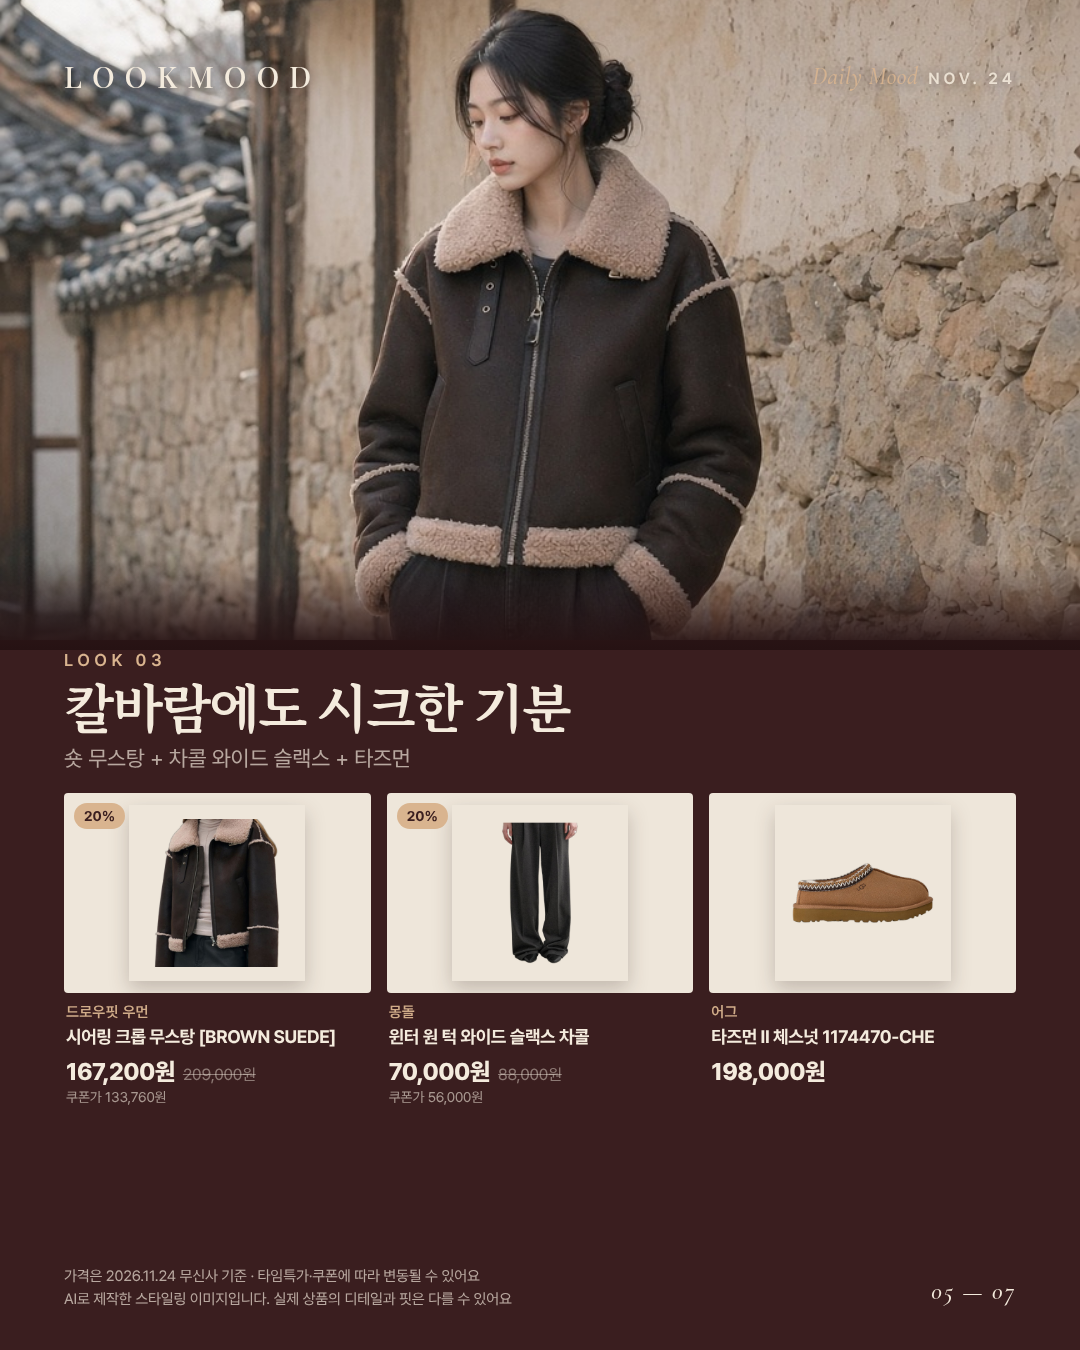 LOOKMOOD
Daily Mood NOV. 24
LOOK 03
칼바람에도 시크한 기분
숏 무스탕 + 차콜 와이드 슬랙스 + 타즈먼
20%
20%
드로우핏 우먼
시어링 크롭 무스탕 [BROWN SUEDE]
167,200원 209,000원
쿠폰가 133,760원
몽돌
윈터 원 턱 와이드 슬랙스 차콜
70,000원 88,000원
쿠폰가 56,000원
어그
타즈먼 II 체스넛 1174470-CHE
198,000원
가격은 2026.11.24 무신사 기준 · 타임특가·쿠폰에 따라 변동될 수 있어요
AI로 제작한 스타일링 이미지입니다. 실제 상품의 디테일과 핏은 다를 수 있어요
05 — 07